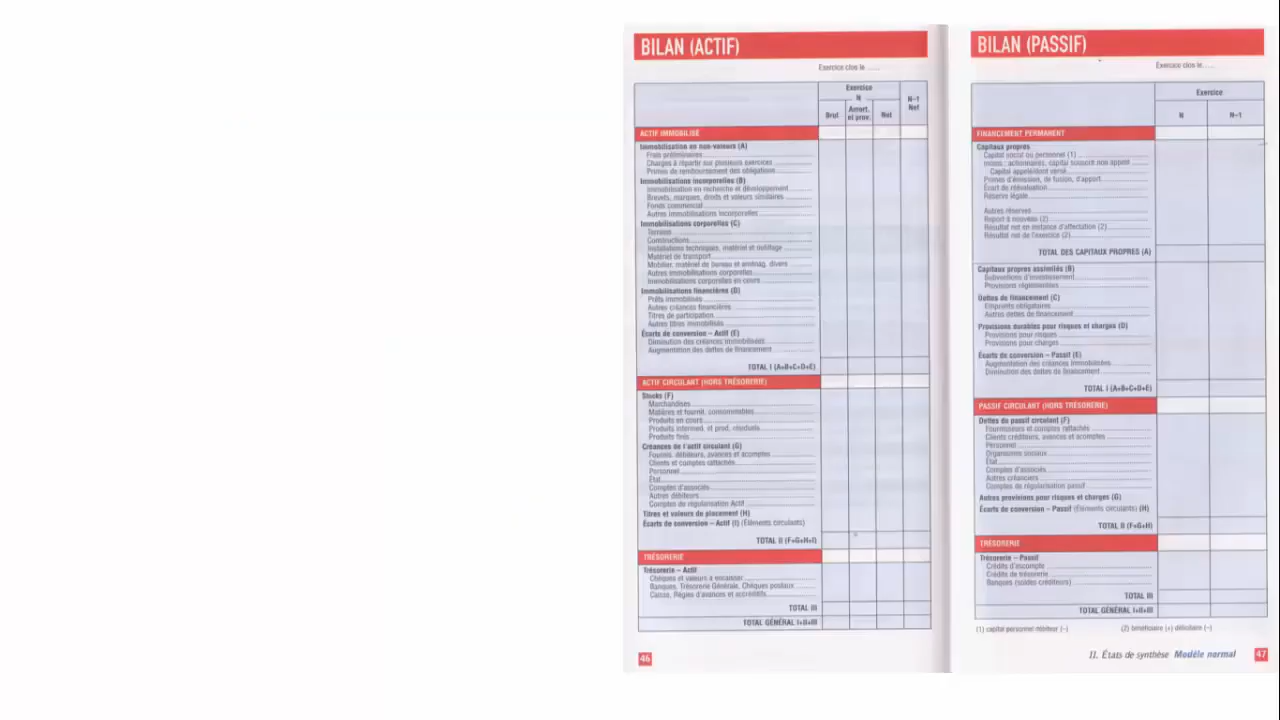 BILAN (ACTIF)
Exercice clos le ......
Exercice
N
N-1
Net
Brut
Amort.
et prov.
Net
ACTIF IMMOBILISÉ
Immobilisation en non-valeurs (A)
Frais préliminaires
Charges à répartir sur plusieurs exercices
Primes de remboursement des obligations
Immobilisations incorporelles (B)
Immobilisation en recherche et développement
Brevets, marques, droits et valeurs similaires
Fonds commercial
Autres immobilisations incorporelles
Immobilisations corporelles (C)
Terrains
Constructions
Installations techniques, matériel et outillage
Matériel de transport
Mobilier, matériel de bureau et aménag. divers
Autres immobilisations corporelles
Immobilisations corporelles en cours
Immobilisations financières (D)
Prêts immobilisés
Autres créances financières
Titres de participation
Autres titres immobilisés
Écarts de conversion – Actif (E)
Diminution des créances immobilisées
Augmentation des dettes de financement
TOTAL I (A+B+C+D+E)
ACTIF CIRCULANT (HORS TRÉSORERIE)
Stocks (F)
Marchandises
Matières et fournit. consommables
Produits en cours
Produits interméd. et prod. résiduels
Produits finis
Créances de l'actif circulant (G)
Fournis. débiteurs, avances et acomptes
Clients et comptes rattachés
Personnel
État
Comptes d'associés
Autres débiteurs
Comptes de régularisation Actif
Titres et valeurs de placement (H)
Écarts de conversion – Actif (I) (Éléments circulants)
TOTAL II (F+G+H+I)
TRÉSORERIE
Trésorerie – Actif
Chèques et valeurs à encaisser
Banques, Trésorerie Générale, Chèques postaux
Caisse, Régies d'avances et accréditifs
TOTAL III
TOTAL GÉNÉRAL I+II+III
46
BILAN (PASSIF)
Exercice clos le......
Exercice
N
N-1
FINANCEMENT PERMANENT
Capitaux propres
Capital social ou personnel (1)
moins : actionnaires, capital souscrit non appelé
Capital appelé/dont versé
Primes d'émission, de fusion, d'apport
Écart de réévaluation
Réserve légale
Autres réserves
Report à nouveau (2)
Résultat net en instance d'affectation (2)
Résultat net de l'exercice (2)
TOTAL DES CAPITAUX PROPRES (A)
Capitaux propres assimilés (B)
Subventions d'investissement
Provisions réglementées
Dettes de financement (C)
Emprunts obligataires
Autres dettes de financement
Provisions durables pour risques et charges (D)
Provisions pour risques
Provisions pour charges
Écarts de conversion – Passif (E)
Augmentation des créances immobilisées
Diminution des dettes de financement
TOTAL I (A+B+C+D+E)
PASSIF CIRCULANT (HORS TRÉSORERIE)
Dettes du passif circulant (F)
Fournisseurs et comptes rattachés
Clients créditeurs, avances et acomptes
Personnel
Organismes sociaux
État
Comptes d'associés
Autres créanciers
Comptes de régularisation passif
Autres provisions pour risques et charges (G)
Écarts de conversion – Passif (Éléments circulants) (H)
TOTAL II (F+G+H)
TRÉSORERIE
Trésorerie – Passif
Crédits d'escompte
Crédits de trésorerie
Banques (soldes créditeurs)
TOTAL III
TOTAL GÉNÉRAL I+II+III
(1) capital personnel débiteur (–)
(2) bénéficiaire (+) déficitaire (–)
II. États de synthèse Modèle normal
47